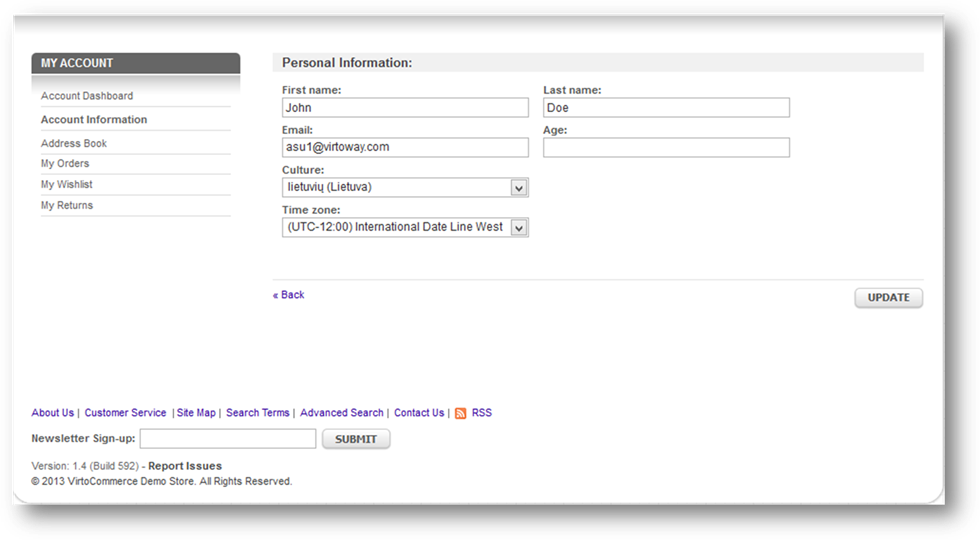 MY ACCOUNT
Account Dashboard
Account Information
Address Book
My Orders
My Wishlist
My Returns
Personal Information:
First name: Last name:
John Doe
Email: Age:
asu1@virtoway.com
Culture:
lietuvių (Lietuva)
Time zone:
(UTC-12:00) International Date Line West
« Back UPDATE
About Us | Customer Service | Site Map | Search Terms | Advanced Search | Contact Us | RSS
Newsletter Sign-up: SUBMIT
Version: 1.4 (Build 592) - Report Issues
© 2013 VirtoCommerce Demo Store. All Rights Reserved.